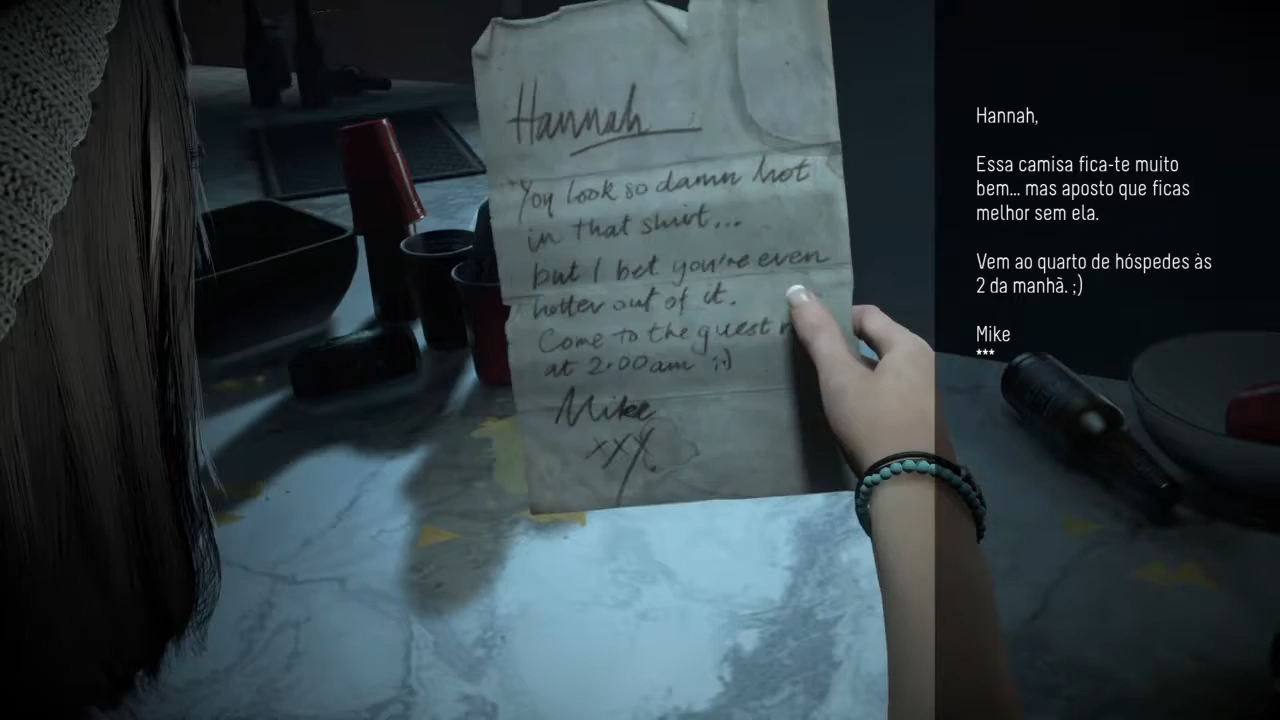 Hannah
You look so damn hot
in that shirt...
but I bet you're even
hotter out of it.
Come to the guest
at 2.00am ;)
Mike
xxx
Hannah,
Essa camisa fica-te muito
bem... mas aposto que ficas
melhor sem ela.
Vem ao quarto de hóspedes às
2 da manhã. ;)
Mike
***